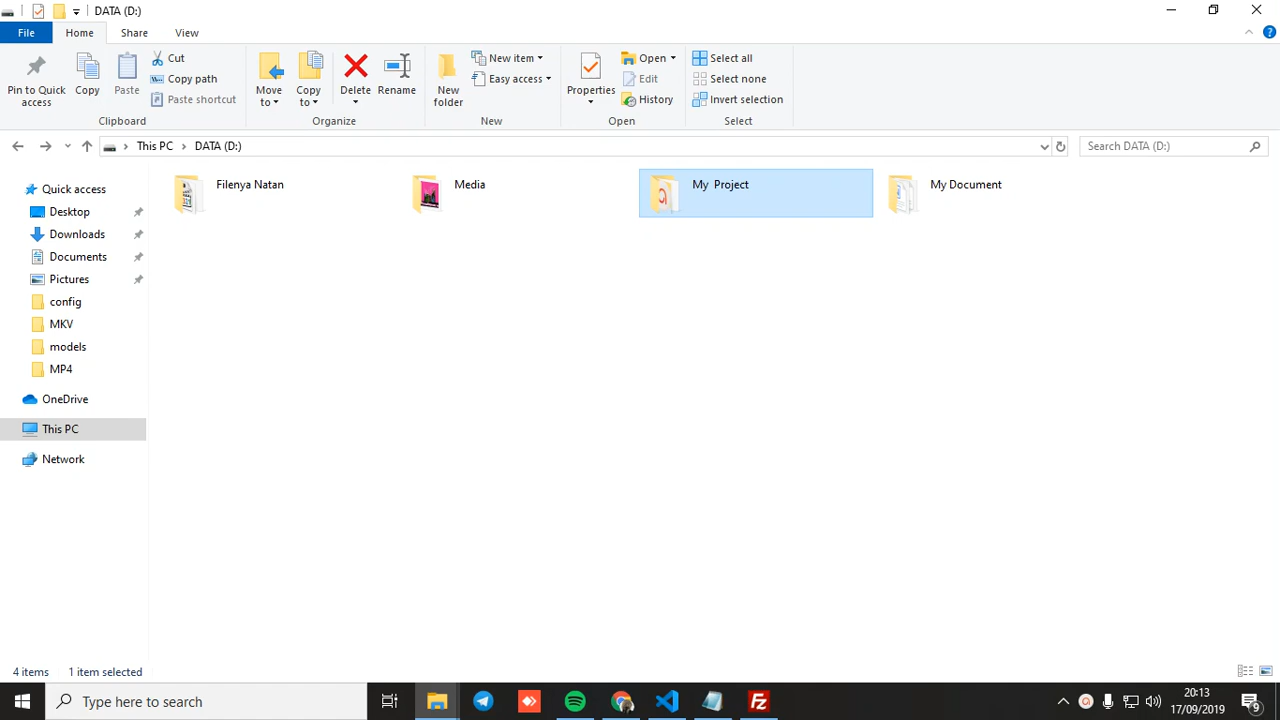 DATA (D:)
File Home Share View
Pin to Quick access
Copy
Paste
Cut
Copy path
Paste shortcut
Clipboard
Move to
Copy to
Delete
Rename
Organize
New folder
New item
Easy access
New
Properties
Open
Edit
History
Open
Select all
Select none
Invert selection
Select
This PC > DATA (D:)
Search DATA (D:)
Quick access
Desktop
Downloads
Documents
Pictures
config
MKV
models
MP4
OneDrive
This PC
Network
Filenya Natan
Media
My Project
My Document
4 items 1 item selected
Type here to search
20:13
17/09/2019
9